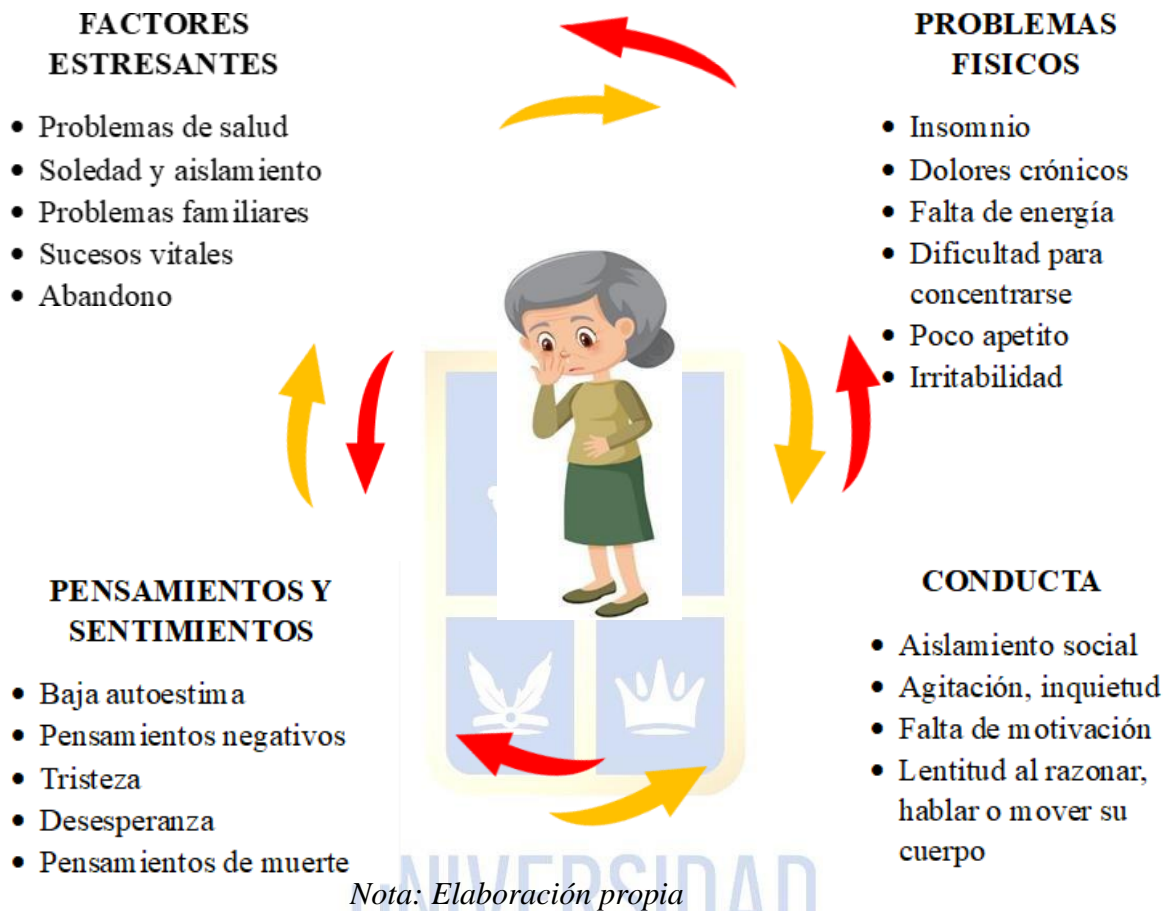 FACTORES
ESTRESANTES
• Problemas de salud
• Soledad y aislamiento
• Problemas familiares
• Sucesos vitales
• Abandono
PROBLEMAS
FISICOS
• Insomnio
• Dolores crónicos
• Falta de energía
• Dificultad para
concentrarse
• Poco apetito
• Irritabilidad
PENSAMIENTOS Y
SENTIMIENTOS
• Baja autoestima
• Pensamientos negativos
• Tristeza
• Desesperanza
• Pensamientos de muerte
CONDUCTA
• Aislamiento social
• Agitación, inquietud
• Falta de motivación
• Lentitud al razonar,
hablar o mover su
cuerpo
UNIVERSIDAD
Nota: Elaboración propia